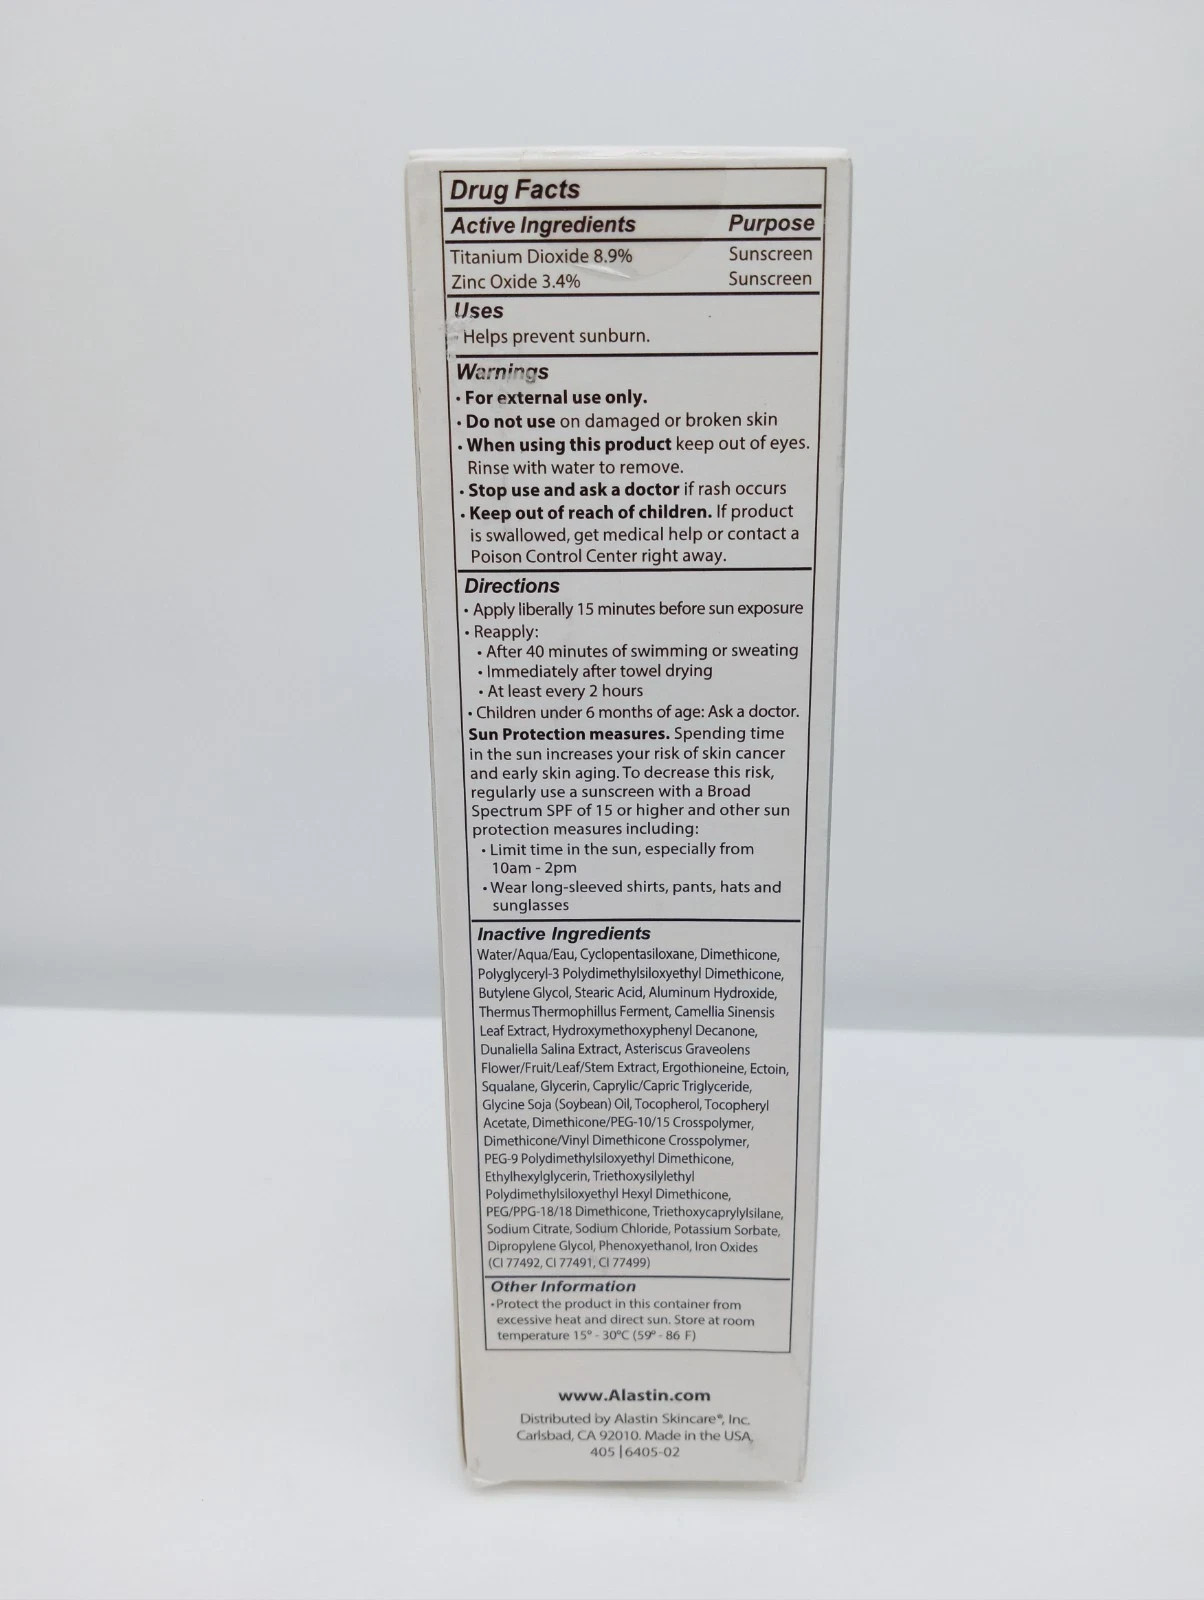 Drug Facts
Active Ingredients Purpose
Titanium Dioxide 8.9% Sunscreen
Zinc Oxide 3.4% Sunscreen
Uses
Helps prevent sunburn.
Warnings
• For external use only.
• Do not use on damaged or broken skin
• When using this product keep out of eyes.
Rinse with water to remove.
• Stop use and ask a doctor if rash occurs
• Keep out of reach of children. If product
is swallowed, get medical help or contact a
Poison Control Center right away.
Directions
• Apply liberally 15 minutes before sun exposure
• Reapply:
• After 40 minutes of swimming or sweating
• Immediately after towel drying
• At least every 2 hours
• Children under 6 months of age: Ask a doctor.
Sun Protection measures. Spending time
in the sun increases your risk of skin cancer
and early skin aging. To decrease this risk,
regularly use a sunscreen with a Broad
Spectrum SPF of 15 or higher and other sun
protection measures including:
• Limit time in the sun, especially from
10am - 2pm
• Wear long-sleeved shirts, pants, hats and
sunglasses
Inactive Ingredients
Water/Aqua/Eau, Cyclopentasiloxane, Dimethicone,
Polyglyceryl-3 Polydimethylsiloxyethyl Dimethicone,
Butylene Glycol, Stearic Acid, Aluminum Hydroxide,
Thermus Thermophillus Ferment, Camellia Sinensis
Leaf Extract, Hydroxymethoxyphenyl Decanone,
Dunaliella Salina Extract, Asteriscus Graveolens
Flower/Fruit/Leaf/Stem Extract, Ergothioneine, Ectoin,
Squalane, Glycerin, Caprylic/Capric Triglyceride,
Glycine Soja (Soybean) Oil, Tocopherol, Tocopheryl
Acetate, Dimethicone/PEG-10/15 Crosspolymer,
Dimethicone/Vinyl Dimethicone Crosspolymer,
PEG-9 Polydimethylsiloxyethyl Dimethicone,
Ethylhexylglycerin, Triethoxysilylethyl
Polydimethylsiloxyethyl Hexyl Dimethicone,
PEG/PPG-18/18 Dimethicone, Triethoxycaprylylsilane,
Sodium Citrate, Sodium Chloride, Potassium Sorbate,
Dipropylene Glycol, Phenoxyethanol, Iron Oxides
(CI 77492, CI 77491, CI 77499)
Other Information
• Protect the product in this container from
excessive heat and direct sun. Store at room
temperature 15° - 30°C (59° - 86 F)
www.Alastin.com
Distributed by Alastin Skincare®, Inc.
Carlsbad, CA 92010. Made in the USA.
405 | 6405-02